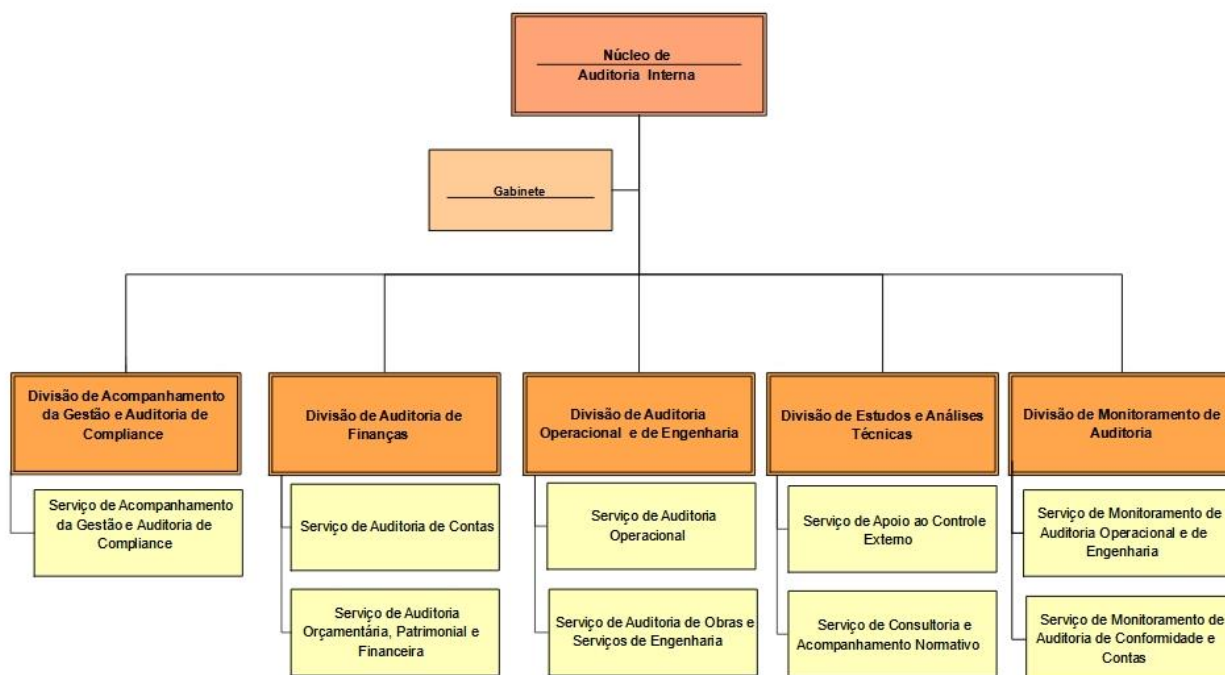 Núcleo de
Auditoria Interna
Gabinete
Divisão de Acompanhamento
da Gestão e Auditoria de
Compliance
Serviço de Acompanhamento
da Gestão e Auditoria de
Compliance
Divisão de Auditoria de
Finanças
Serviço de Auditoria de Contas
Serviço de Auditoria
Orçamentária, Patrimonial e
Financeira
Divisão de Auditoria
Operacional e de Engenharia
Serviço de Auditoria
Operacional
Serviço de Auditoria de Obras e
Serviços de Engenharia
Divisão de Estudos e Análises
Técnicas
Serviço de Apoio ao Controle
Externo
Serviço de Consultoria e
Acompanhamento Normativo
Divisão de Monitoramento de
Auditoria
Serviço de Monitoramento de
Auditoria Operacional e de
Engenharia
Serviço de Monitoramento de
Auditoria de Conformidade e
Contas